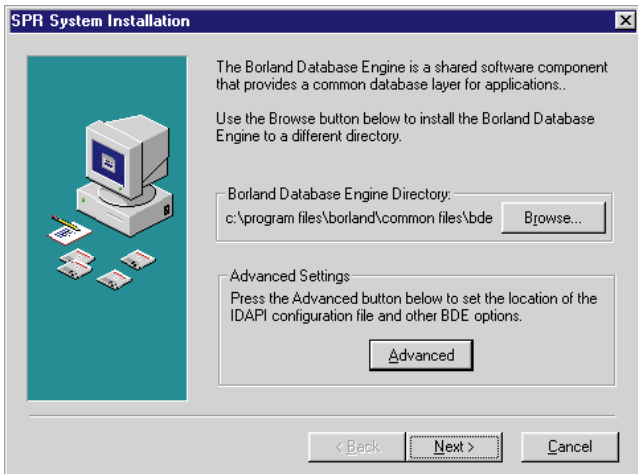 SPR System Installation
The Borland Database Engine is a shared software component
that provides a common database layer for applications..
Use the Browse button below to install the Borland Database
Engine to a different directory.
Borland Database Engine Directory:
c:\program files\borland\common files\bde
Browse...
Advanced Settings
Press the Advanced button below to set the location of the
IDAPI configuration file and other BDE options.
Advanced
< Back Next > Cancel